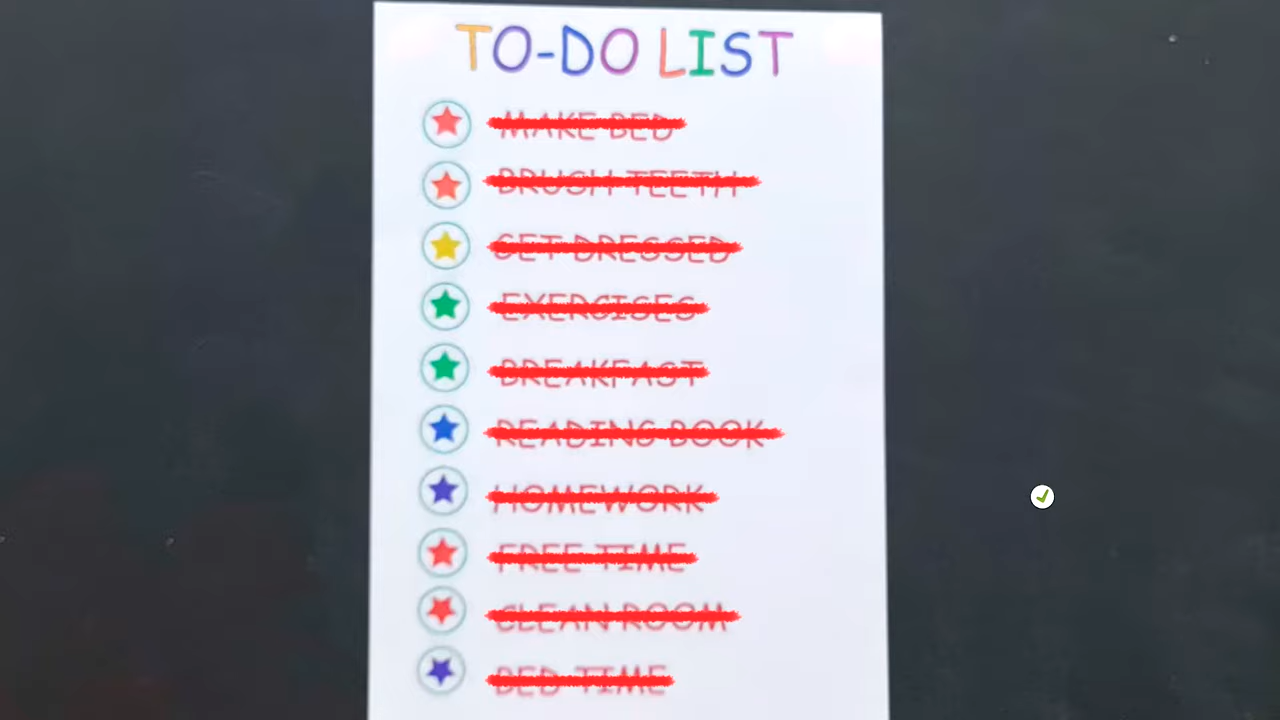 TO-DO LIST
MAKE BED
BRUSH TEETH
GET DRESSED
EXERCISES
BREAKFAST
READING BOOK
HOMEWORK
FREE TIME
CLEAN ROOM
BED TIME